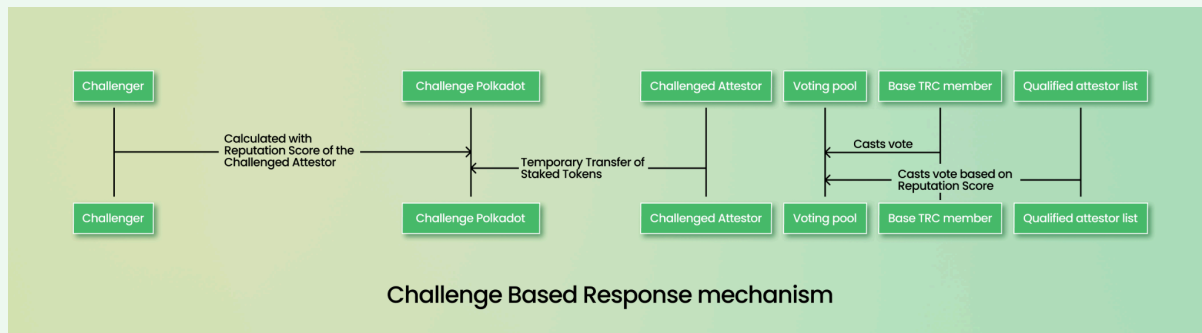 Challenger
Challenge Polkadot
Challenged Attestor
Voting pool
Base TRC member
Qualified attestor list
Calculated with
Reputation Score of the
Challenged Attestor
Temporary Transfer of
Staked Tokens
Casts vote
Casts vote based on
Reputation Score
Challenger
Challenge Polkadot
Challenged Attestor
Voting pool
Base TRC member
Qualified attestor list
Challenge Based Response mechanism